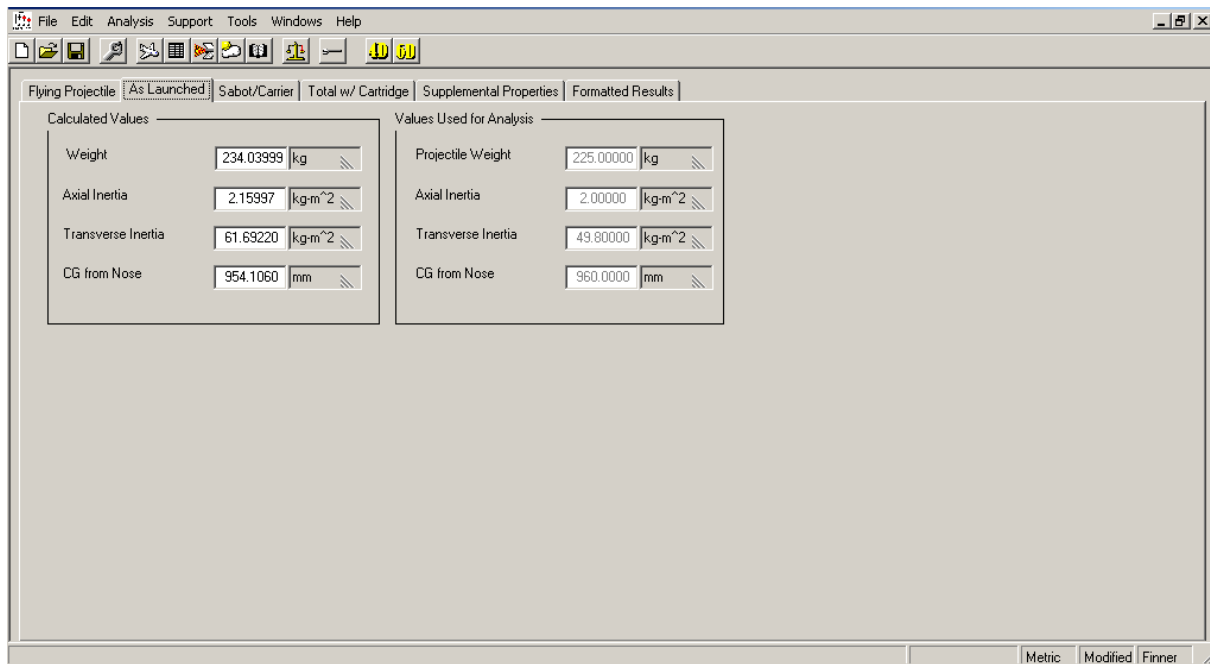 File Edit Analysis Support Tools Windows Help
Flying Projectile As Launched Sabot/Carrier Total w/ Cartridge Supplemental Properties Formatted Results
Calculated Values Values Used for Analysis
Weight 234.03999 kg Projectile Weight 225.00000 kg
Axial Inertia 2.15997 kg-m^2 Axial Inertia 2.00000 kg-m^2
Transverse Inertia 61.69220 kg-m^2 Transverse Inertia 49.80000 kg-m^2
CG from Nose 954.1060 mm CG from Nose 960.0000 mm
Metric Modified Finner